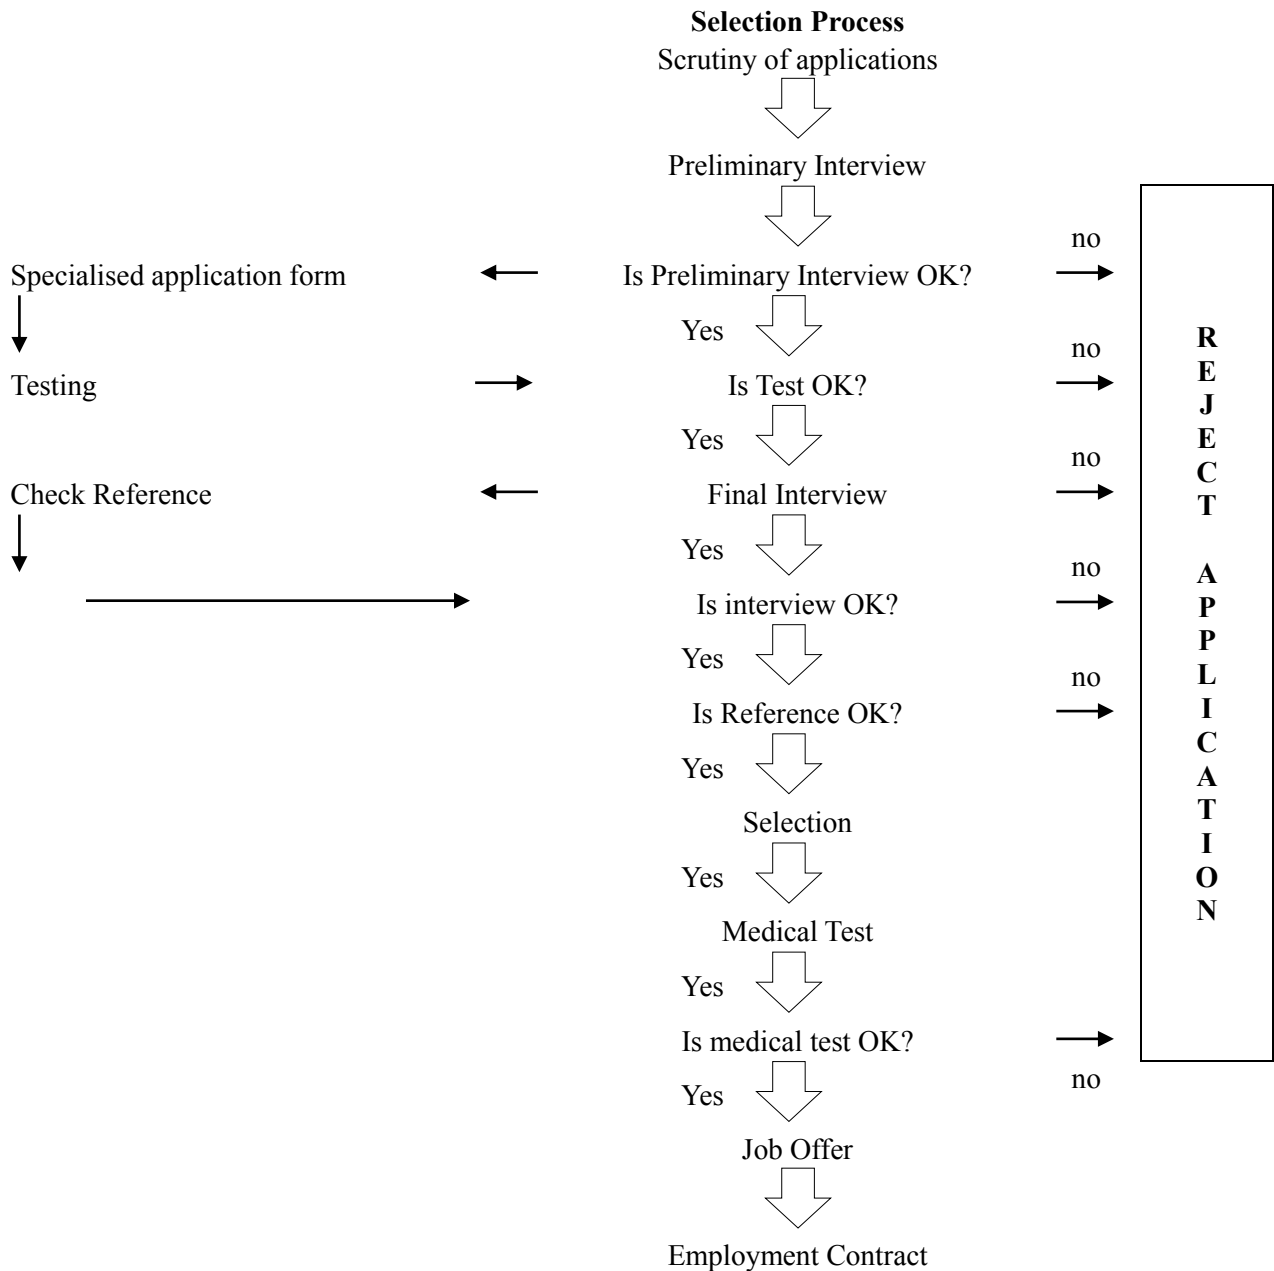 Selection Process
Scrutiny of applications
Preliminary Interview
no
Specialised application form
Is Preliminary Interview OK?
Yes
no
Testing
Is Test OK?
Yes
no
Check Reference
Final Interview
Yes
no
Is interview OK?
Yes
no
Is Reference OK?
Yes
Selection
Yes
Medical Test
Yes
Is medical test OK?
no
Yes
Job Offer
Employment Contract
REJECT APPLICATION